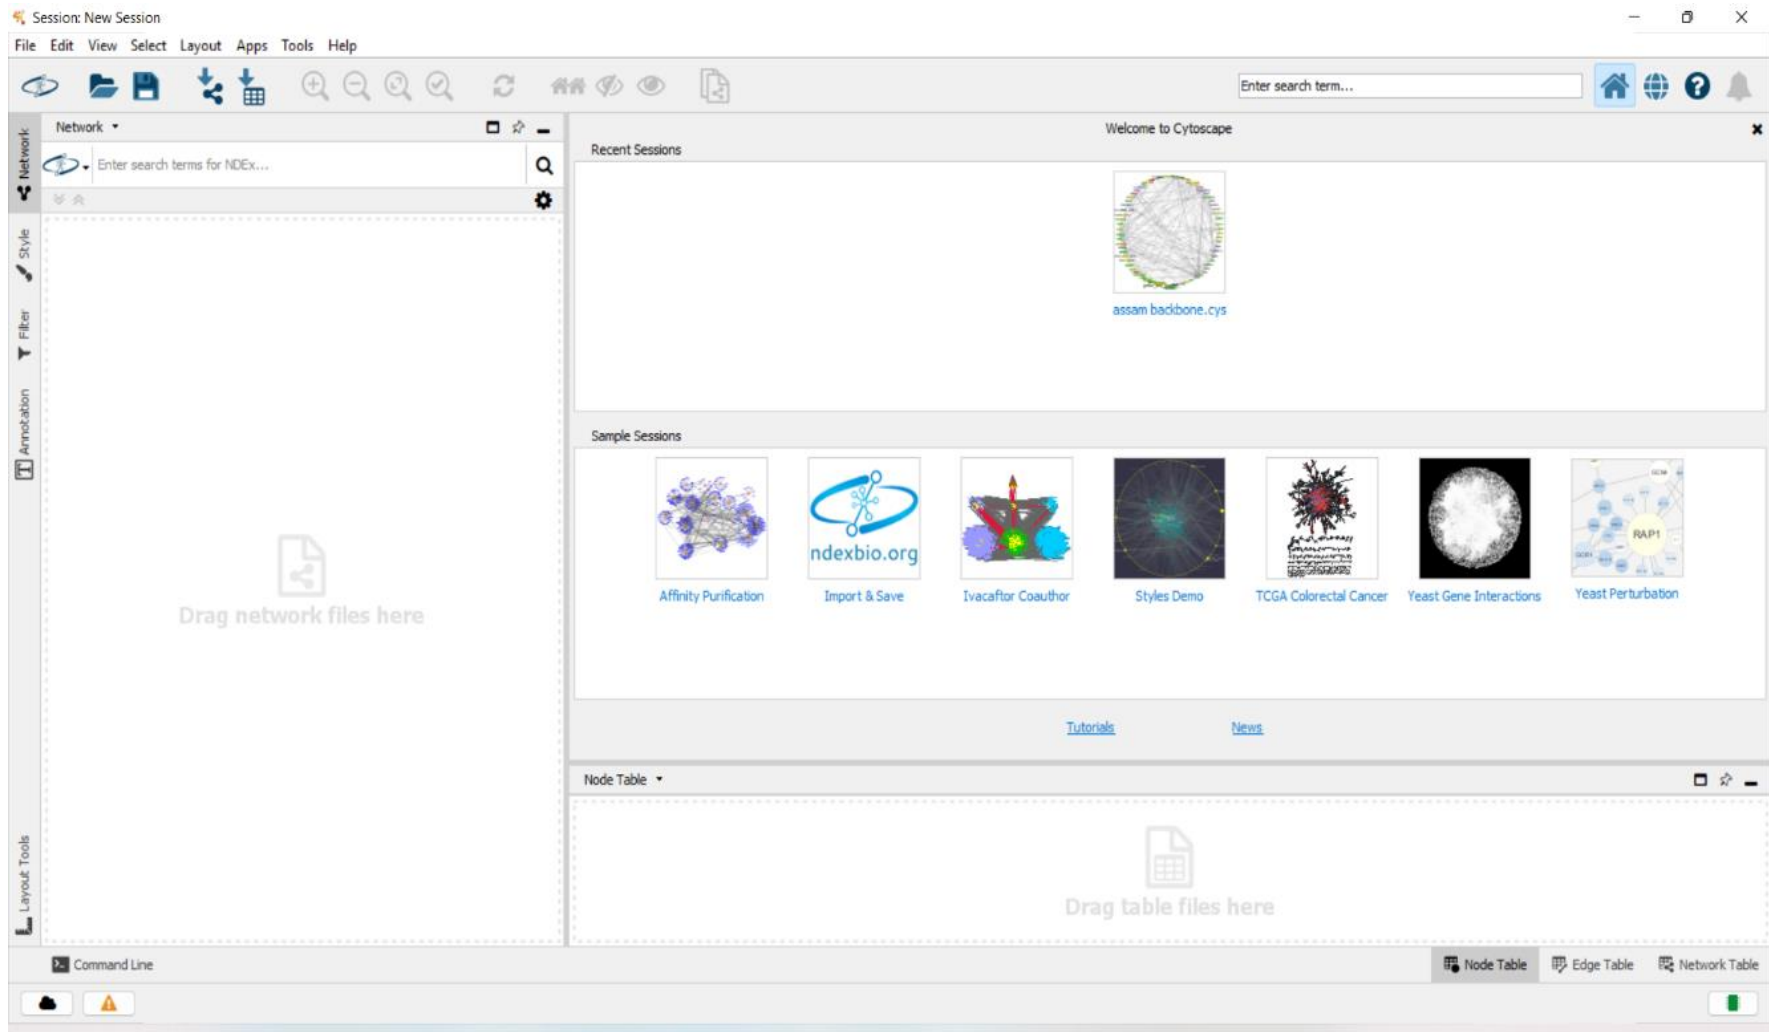 Session: New Session
File Edit View Select Layout Apps Tools Help
Enter search term...
Network
Style
Filter
Annotation
Layout Tools
Network
Enter search terms for NDEx...
Drag network files here
Welcome to Cytoscape
Recent Sessions
assam backbone.cys
Sample Sessions
ndexbio.org
RAP1
Affinity Purification
Import & Save
Ivacaftor Coauthor
Styles Demo
TCGA Colorectal Cancer
Yeast Gene Interactions
Yeast Perturbation
Tutorials News
Node Table
Drag table files here
Command Line
Node Table Edge Table Network Table